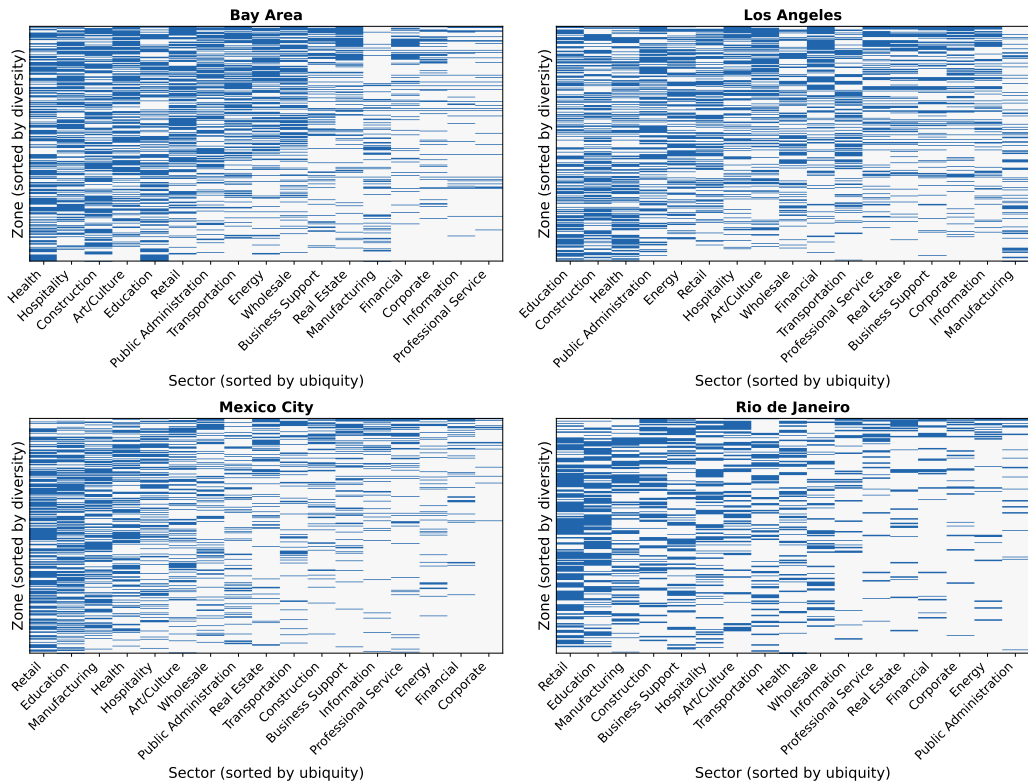 Bay Area
Zone (sorted by diversity)
Health
Hospitality
Construction
Art/Culture
Education
Retail
Public Administration
Transportation
Energy
Wholesale
Business Support
Real Estate
Manufacturing
Financial
Corporate
Information
Professional Service
Sector (sorted by ubiquity)
Los Angeles
Zone (sorted by diversity)
Education
Construction
Health
Public Administration
Energy
Retail
Hospitality
Art/Culture
Wholesale
Financial
Transportation
Professional Service
Real Estate
Business Support
Corporate
Information
Manufacturing
Sector (sorted by ubiquity)
Mexico City
Zone (sorted by diversity)
Retail
Education
Manufacturing
Health
Hospitality
Art/Culture
Wholesale
Public Administration
Real Estate
Transportation
Construction
Business Support
Information
Professional Service
Energy
Financial
Corporate
Sector (sorted by ubiquity)
Rio de Janeiro
Zone (sorted by diversity)
Retail
Education
Manufacturing
Construction
Business Support
Hospitality
Art/Culture
Transportation
Health
Wholesale
Information
Professional Service
Real Estate
Financial
Corporate
Energy
Public Administration
Sector (sorted by ubiquity)